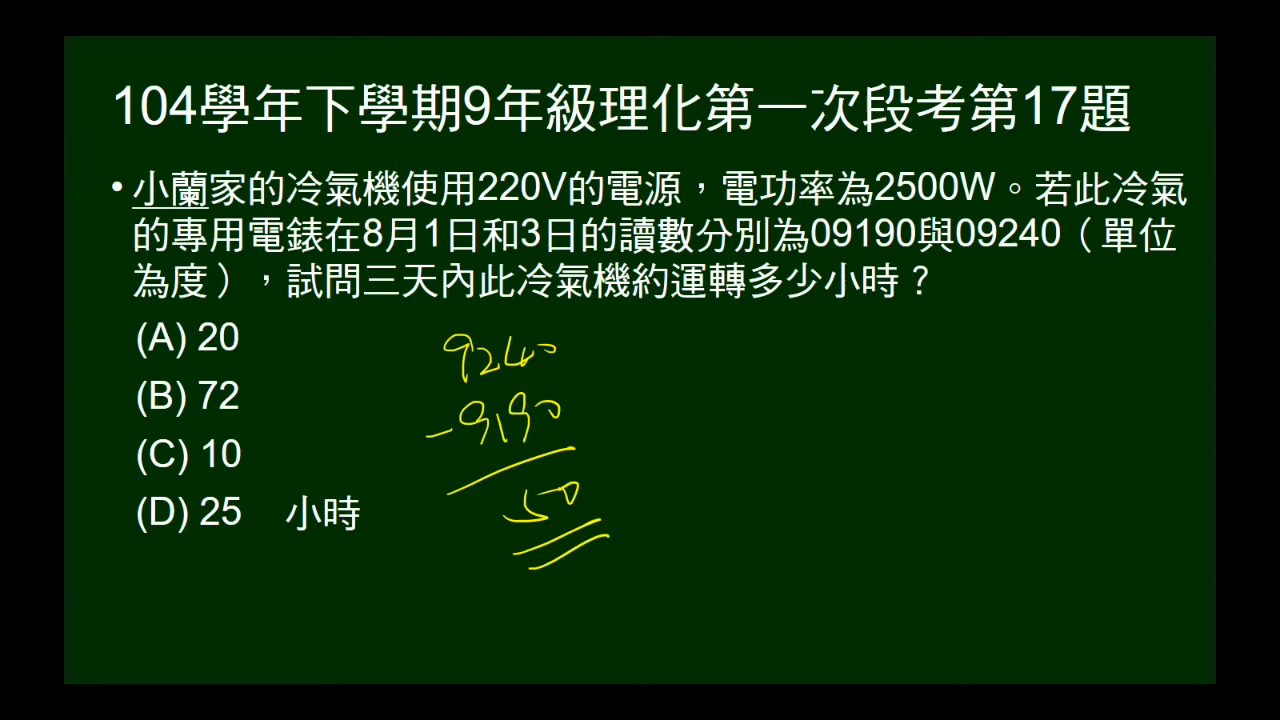 104學年下學期9年級理化第一次段考第17題
• 小蘭家的冷氣機使用220V的電源，電功率為2500W。若此冷氣
的專用電錶在8月1日和3日的讀數分別為09190與09240（單位
為度），試問三天內此冷氣機約運轉多少小時？
(A) 20
(B) 72
(C) 10
(D) 25 小時
9240
-9190
50